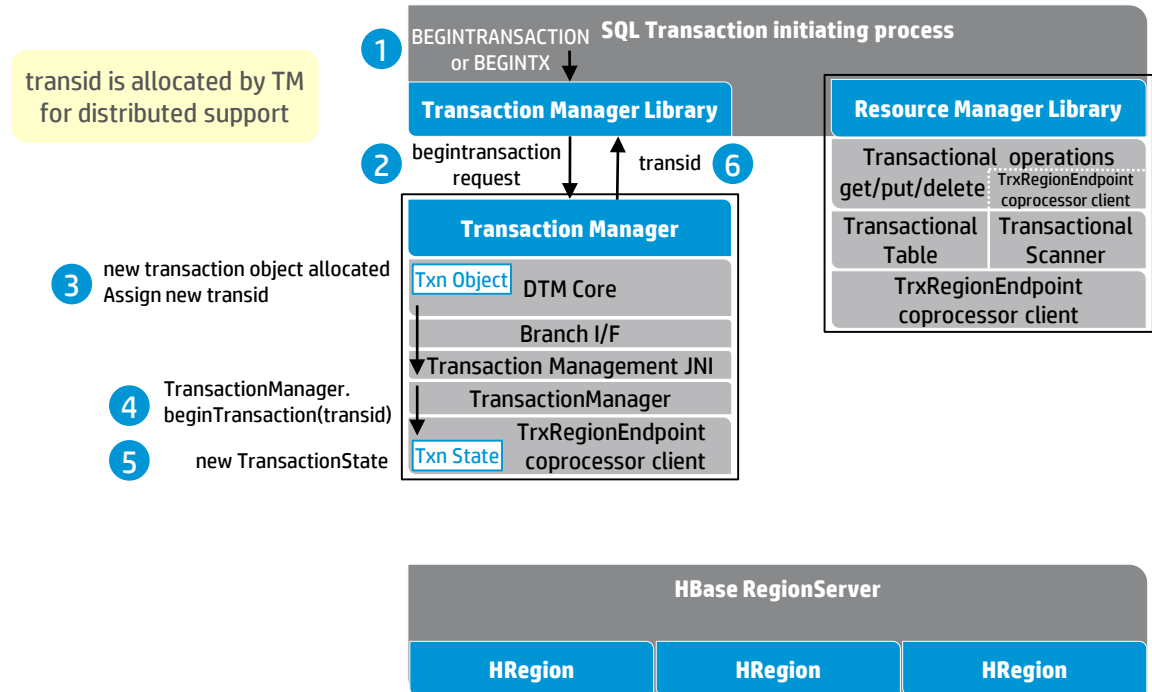 SQL Transaction initiating process
1
BEGINTRANSACTION
or BEGINTX
transid is allocated by TM
for distributed support
Transaction Manager Library
2
begintransaction
request
transid
6
Transaction Manager
3
new transaction object allocated
Assign new transid
Txn Object
DTM Core
Branch I/F
Transaction Management JNI
4
TransactionManager.
beginTransaction(transid)
TransactionManager
5
new TransactionState
Txn State
TrxRegionEndpoint
coprocessor client
Resource Manager Library
Transactional operations
get/put/delete
TrxRegionEndpoint
coprocessor client
Transactional
Table
Transactional
Scanner
TrxRegionEndpoint
coprocessor client
HBase RegionServer
HRegion
HRegion
HRegion